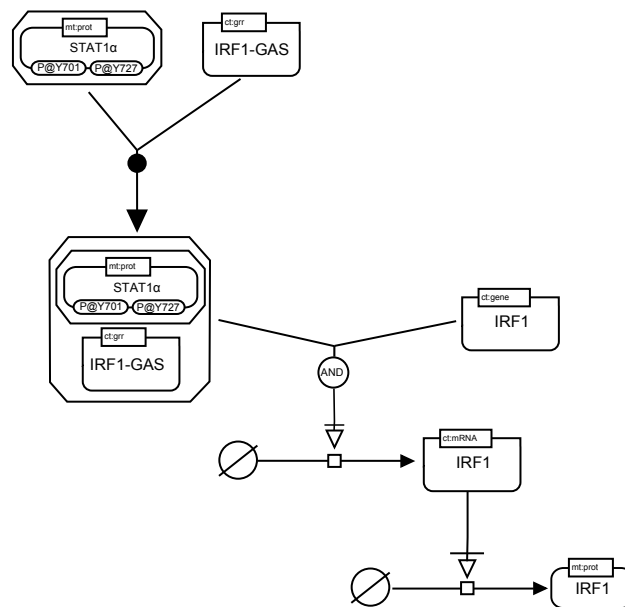 mt:prot
STAT1α
P@Y701 P@Y727
ct:grr
IRF1-GAS
mt:prot
STAT1α
P@Y701 P@Y727
ct:grr
IRF1-GAS
ct:gene
IRF1
AND
ct:mRNA
IRF1
mt:prot
IRF1